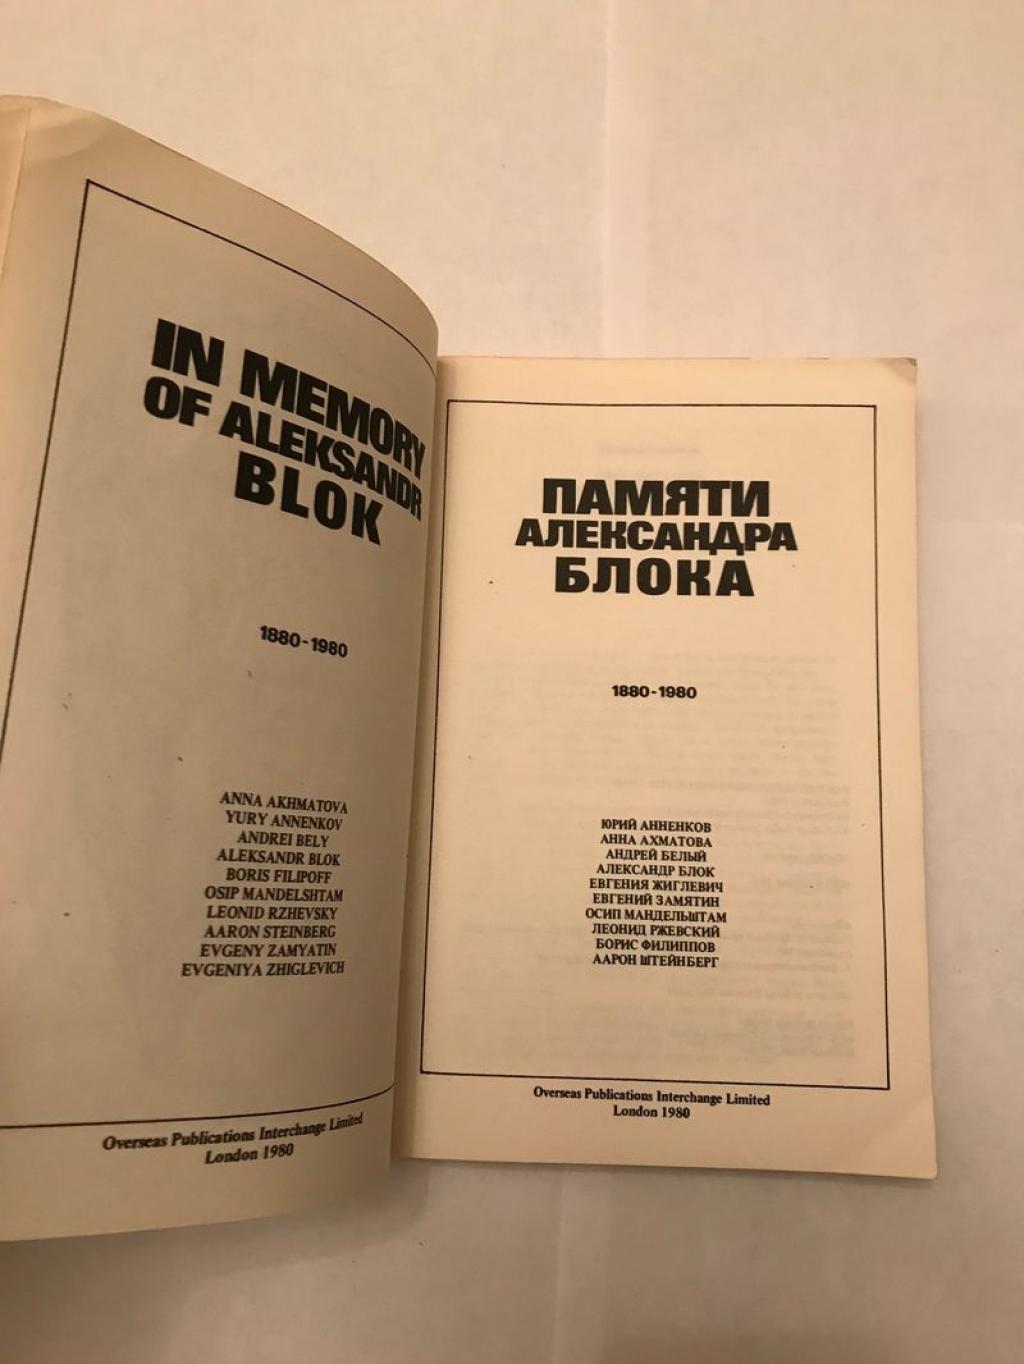 IN MEMORY
OF ALEKSANDR
BLOK
1880-1980
ANNA AKHMATOVA
YURY ANNENKOV
ANDREI BELY
ALEKSANDR BLOK
BORIS FILIPOFF
OSIP MANDELSHTAM
LEONID RZHEVSKY
AARON STEINBERG
EVGENY ZAMYATIN
EVGENIYA ZHIGLEVICH
Overseas Publications Interchange Limited
London 1980
ПАМЯТИ
АЛЕКСАНДРА
БЛОКА
1880-1980
ЮРИЙ АННЕНКОВ
АННА АХМАТОВА
АНДРЕЙ БЕЛЫЙ
АЛЕКСАНДР БЛОК
ЕВГЕНИЯ ЖИГЛЕВИЧ
ЕВГЕНИЙ ЗАМЯТИН
ОСИП МАНДЕЛЬШТАМ
ЛЕОНИД РЖЕВСКИЙ
БОРИС ФИЛИППОВ
ААРОН ШТЕЙНБЕРГ
Overseas Publications Interchange Limited
London 1980